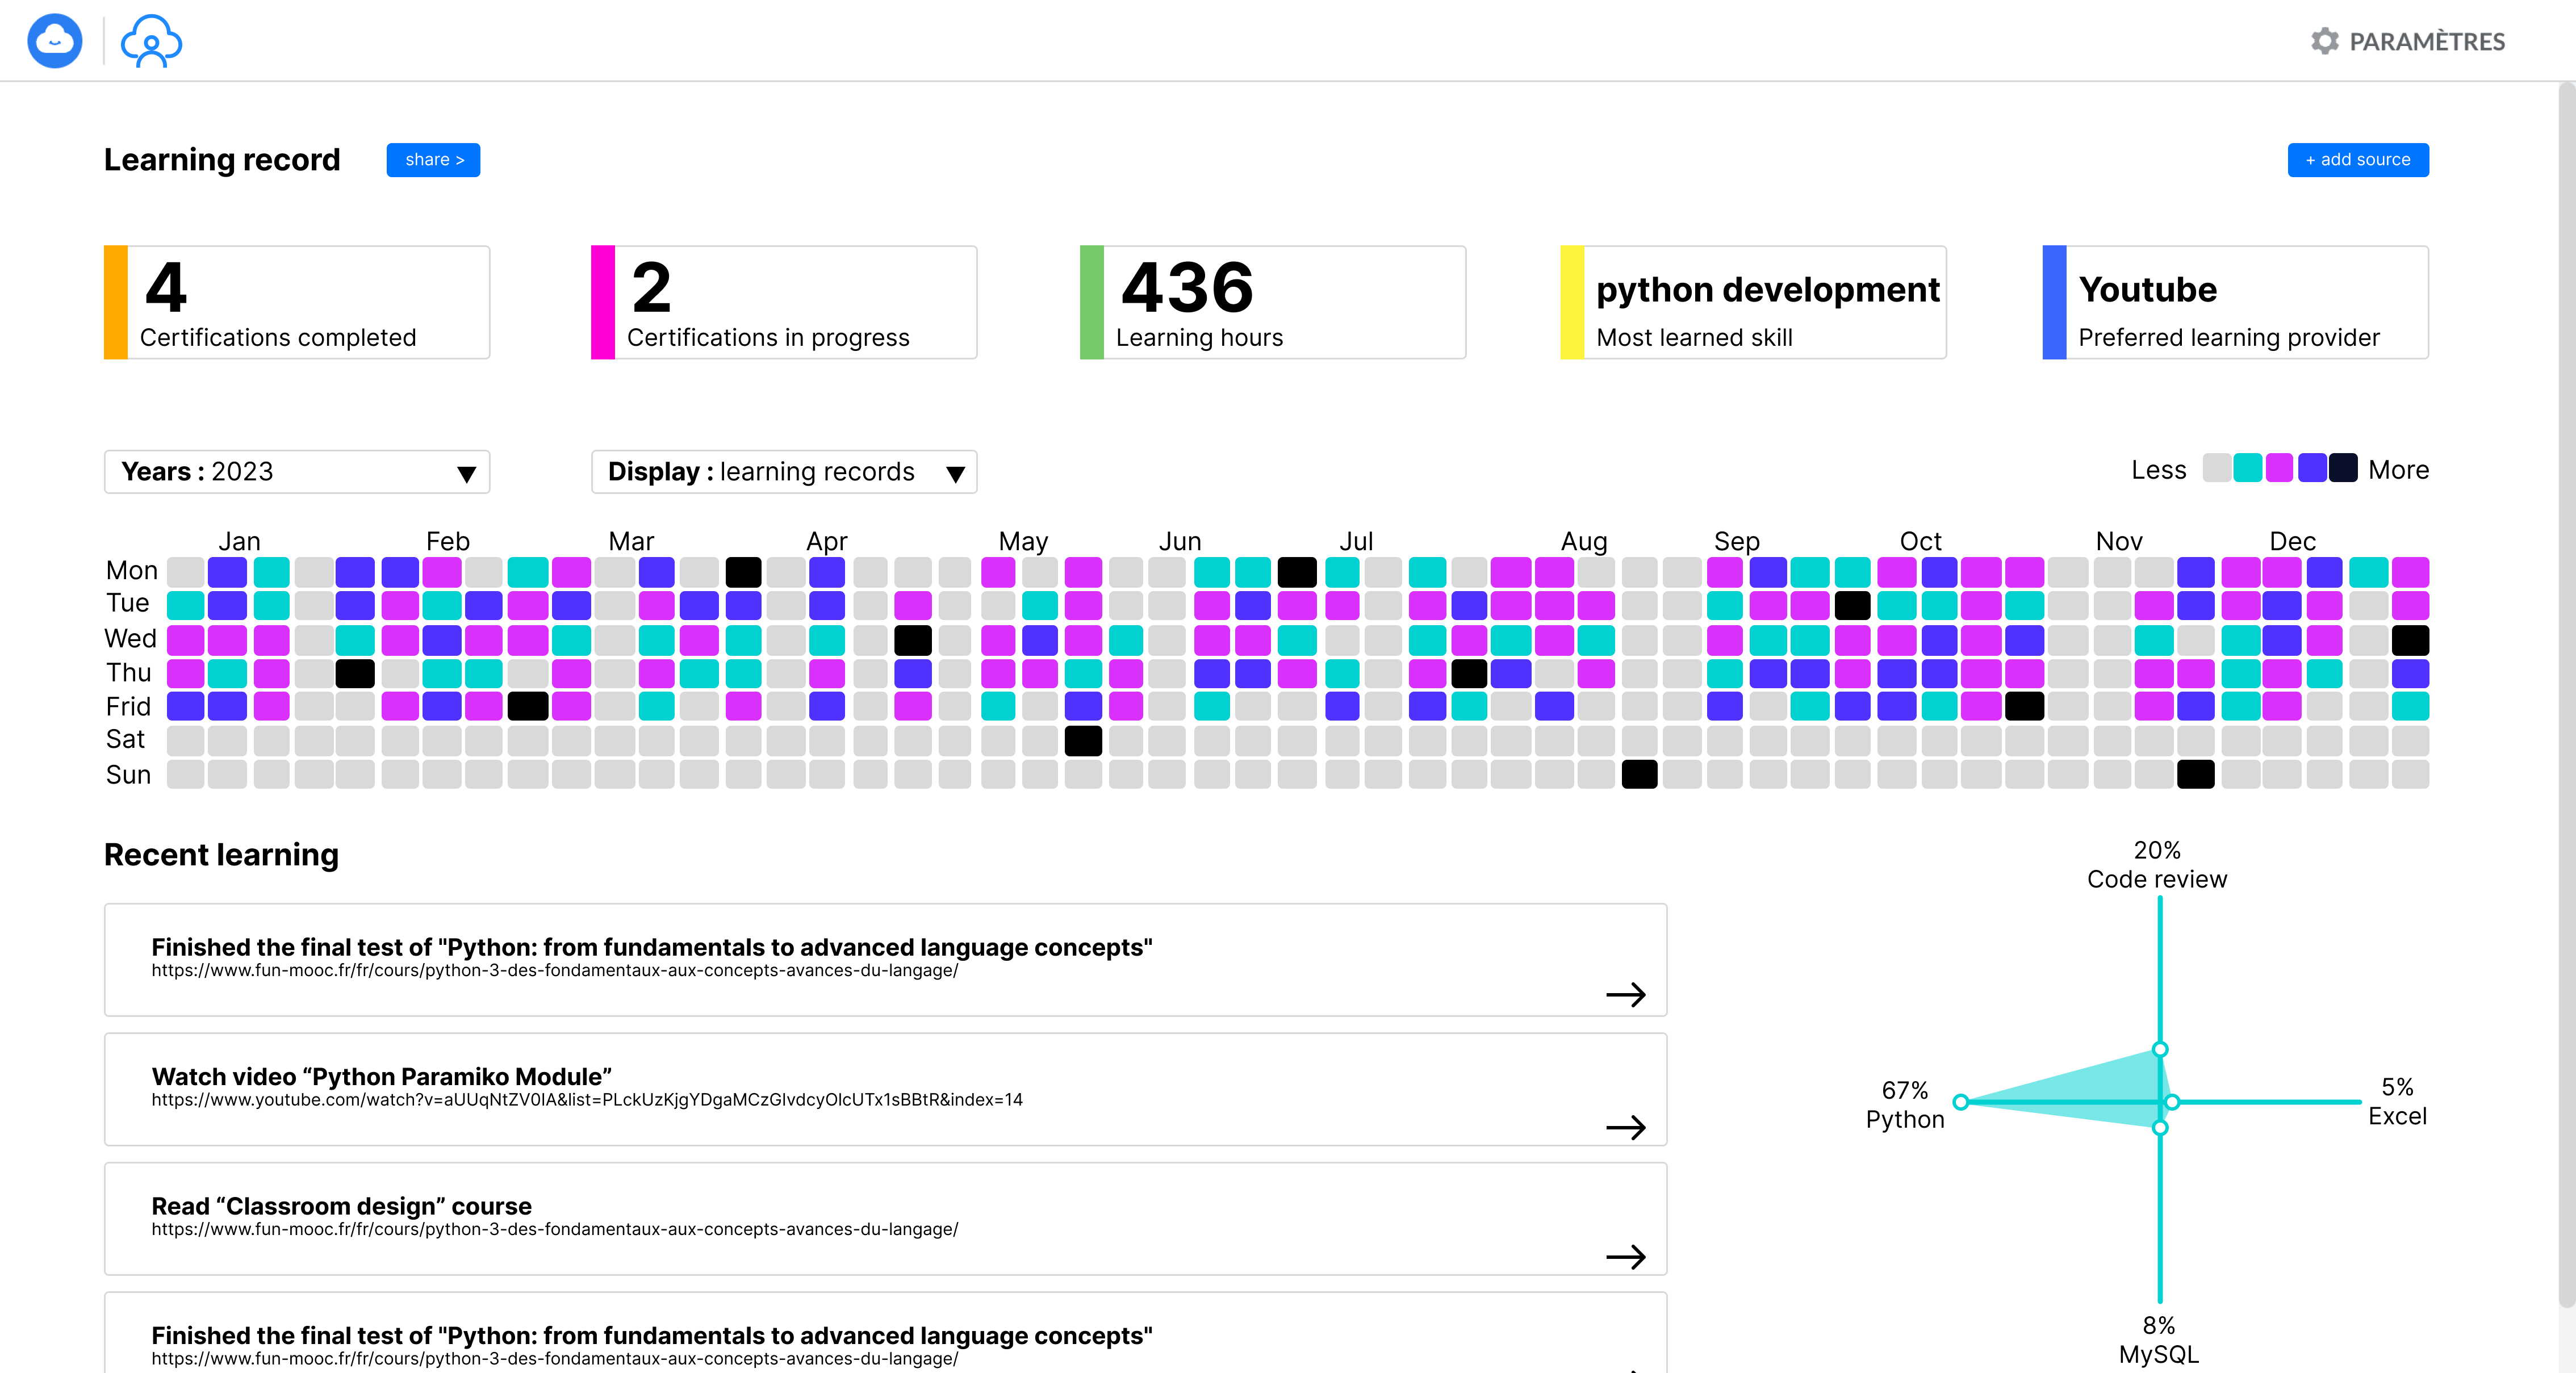 PARAMÈTRES
Learning record
share >
+ add source
4
Certifications completed
2
Certifications in progress
436
Learning hours
python development
Most learned skill
Youtube
Preferred learning provider
Years : 2023
Display : learning records
Less
More
Jan Feb Mar Apr May Jun Jul Aug Sep Oct Nov Dec
Mon
Tue
Wed
Thu
Frid
Sat
Sun
Recent learning
Finished the final test of "Python: from fundamentals to advanced language concepts"
https://www.fun-mooc.fr/fr/cours/python-3-des-fondamentaux-aux-concepts-avances-du-langage/
Watch video “Python Paramiko Module”
https://www.youtube.com/watch?v=aUUqNtZV0IA&list=PLckUzKjgYDgaMCzGIvdcyOlcUTx1sBBtR&index=14
Read “Classroom design” course
https://www.fun-mooc.fr/fr/cours/python-3-des-fondamentaux-aux-concepts-avances-du-langage/
Finished the final test of "Python: from fundamentals to advanced language concepts"
https://www.fun-mooc.fr/fr/cours/python-3-des-fondamentaux-aux-concepts-avances-du-langage/
20%
Code review
67%
Python
5%
Excel
8%
MySQL